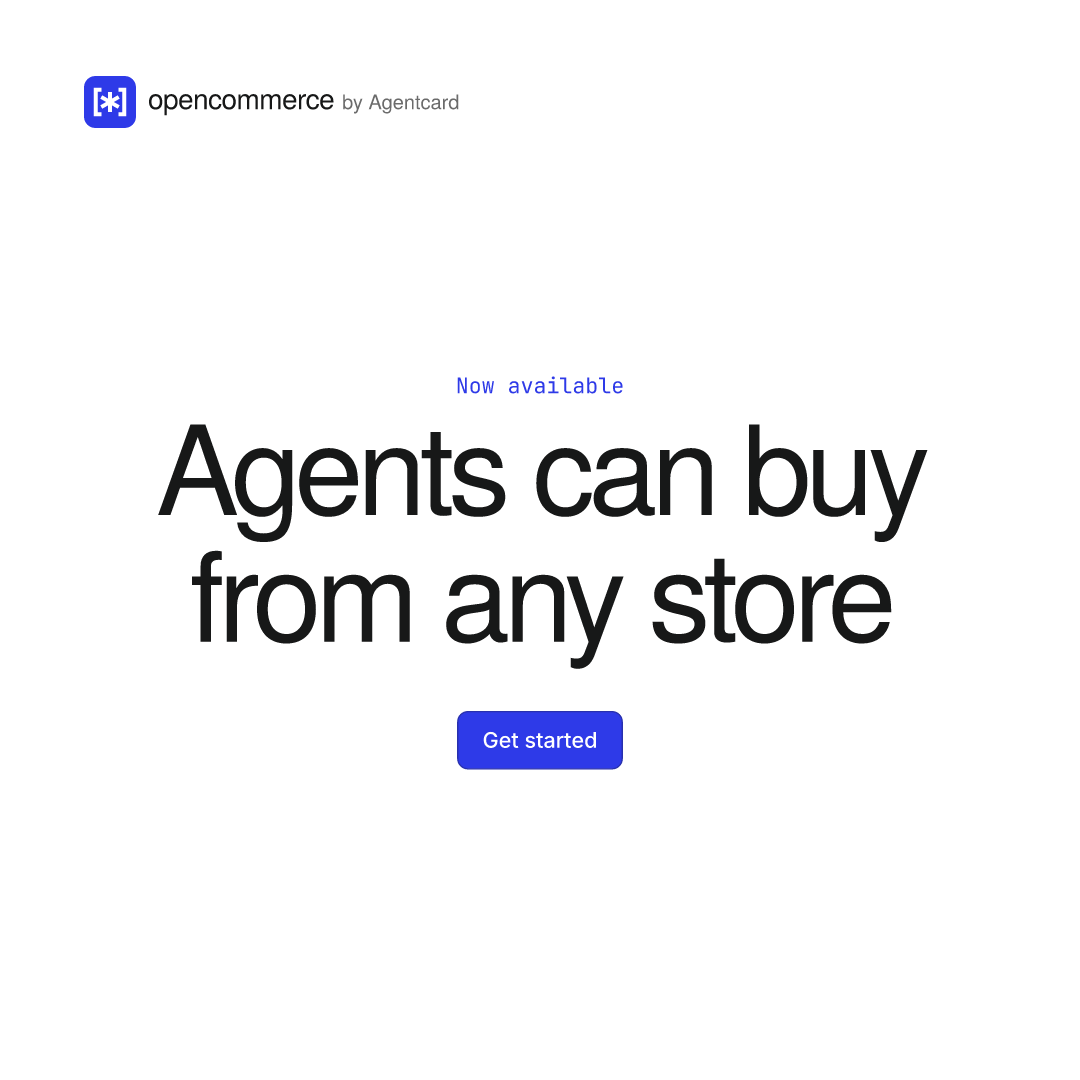 [*] opencommerce by Agentcard
Now available
Agents can buy
from any store
Get started